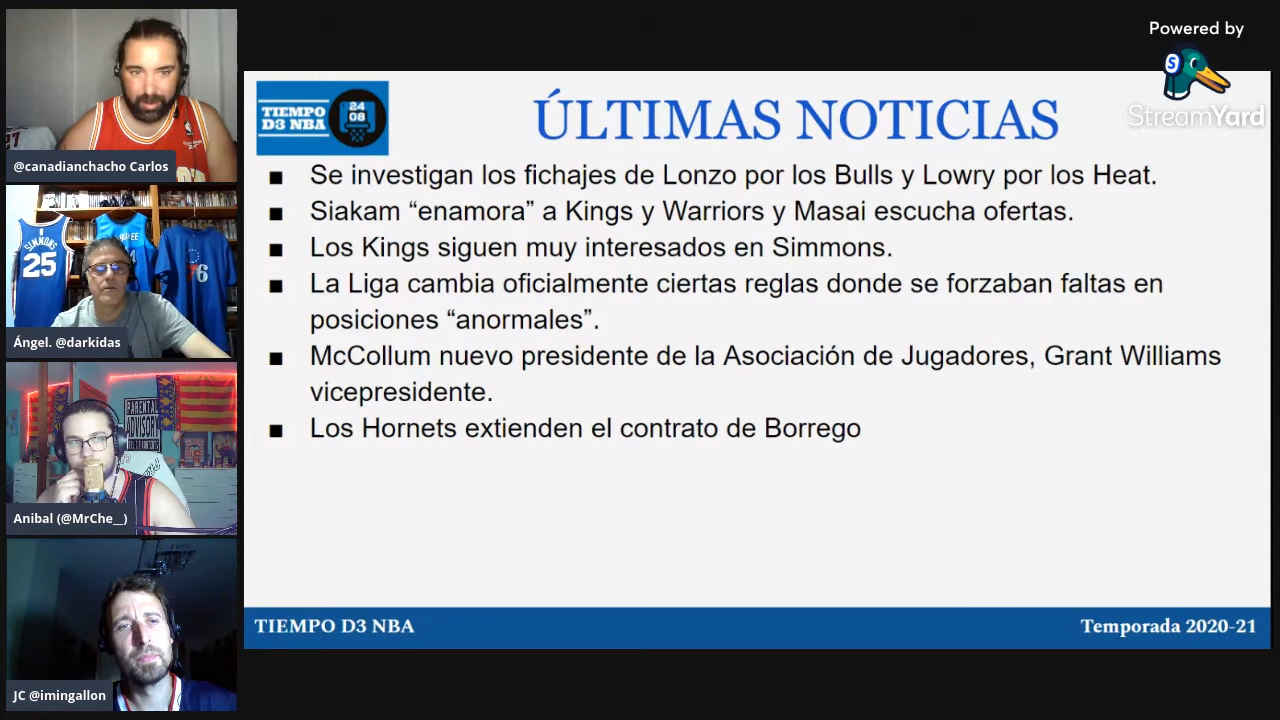 Powered by
StreamYard
TIEMPO
D3 NBA
24
08
ÚLTIMAS NOTICIAS
■ Se investigan los fichajes de Lonzo por los Bulls y Lowry por los Heat.
■ Siakam “enamora” a Kings y Warriors y Masai escucha ofertas.
■ Los Kings siguen muy interesados en Simmons.
■ La Liga cambia oficialmente ciertas reglas donde se forzaban faltas en
posiciones “anormales”.
■ McCollum nuevo presidente de la Asociación de Jugadores, Grant Williams
vicepresidente.
■ Los Hornets extienden el contrato de Borrego
TIEMPO D3 NBA
Temporada 2020-21
@canadianchacho Carlos
SIMMONS
25
6
Ángel. @darkidas
PARENTAL
ADVISORY
Anibal (@MrChe__)
JC @imingallon